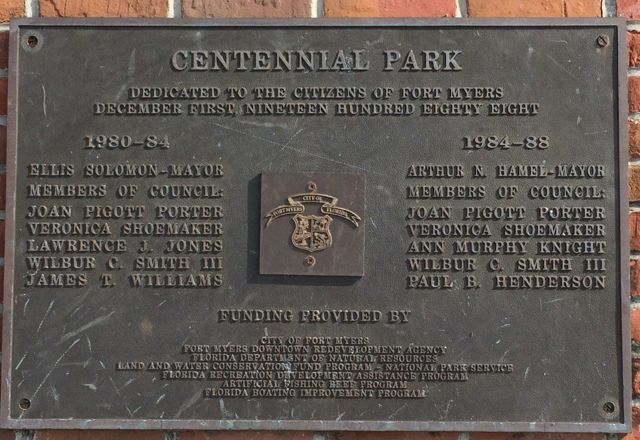 CENTENNIAL PARK
DEDICATED TO THE CITIZENS OF FORT MYERS
DECEMBER FIRST, NINETEEN HUNDRED EIGHTY EIGHT
1980-84
ELLIS SOLOMON-MAYOR
MEMBERS OF COUNCIL:
JOAN PIGOTT PORTER
VERONICA SHOEMAKER
LAWRENCE J. JONES
WILBUR C. SMITH III
JAMES T. WILLIAMS
9
CITY OF
FORT MYERS FLORIDA
9
1984-88
ARTHUR N. HAMEL-MAYOR
MEMBERS OF COUNCIL:
JOAN PIGOTT PORTER
VERONICA SHOEMAKER
ANN MURPHY KNIGHT
WILBUR C. SMITH III
PAUL B. HENDERSON
FUNDING PROVIDED BY
CITY OF FORT MYERS
FORT MYERS DOWNTOWN REDEVELOPMENT AGENCY
FLORIDA DEPARTMENT OF NATURAL RESOURCES
LAND AND WATER CONSERVATION FUND PROGRAM - NATIONAL PARK SERVICE
FLORIDA RECREATION DEVELOPMENT ASSISTANCE PROGRAM
ARTIFICIAL FISHING REEF PROGRAM
FLORIDA BOATING IMPROVEMENT PROGRAM